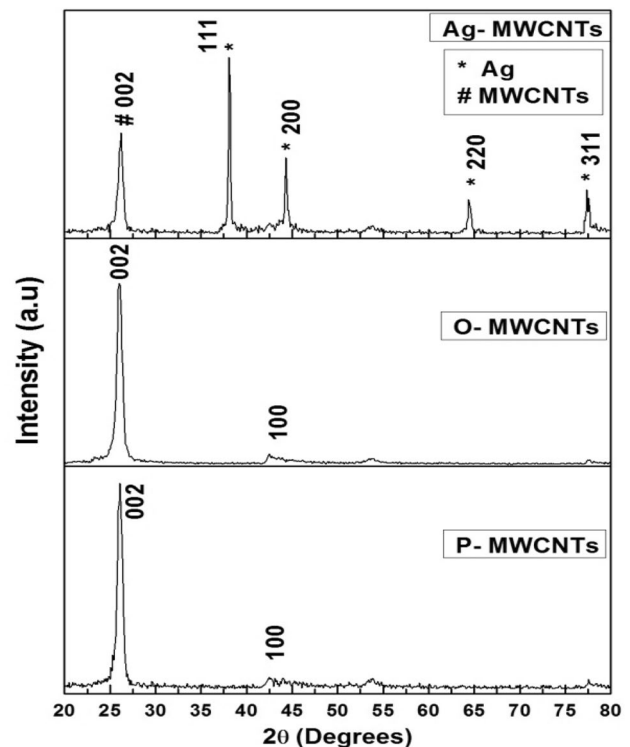 Ag- MWCNTs
* Ag
# MWCNTs
# 002
111 *
* 200
* 220
* 311
O- MWCNTs
002
100
P- MWCNTs
002
100
Intensity (a.u)
20 25 30 35 40 45 50 55 60 65 70 75 80
2θ (Degrees)